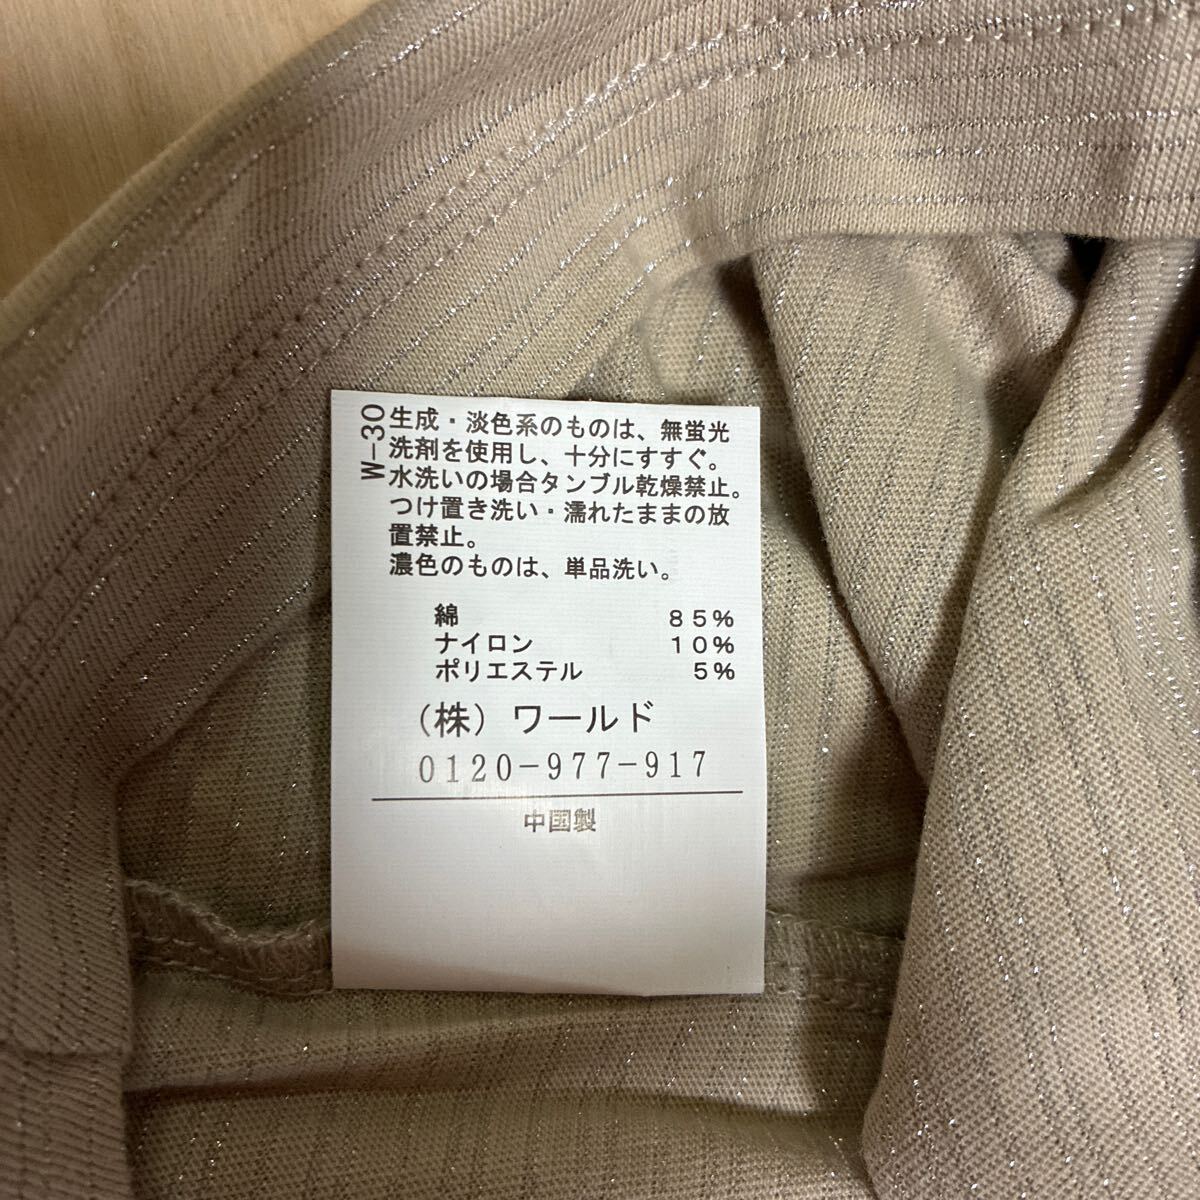 W-30
生成・淡色系のものは、無蛍光
洗剤を使用し、十分にすすぐ。
水洗いの場合タンブル乾燥禁止。
つけ置き洗い・濡れたままの放
置禁止。
濃色のものは、単品洗い。
綿 85%
ナイロン 10%
ポリエステル 5%
（株）ワールド
0120-977-917
中国製